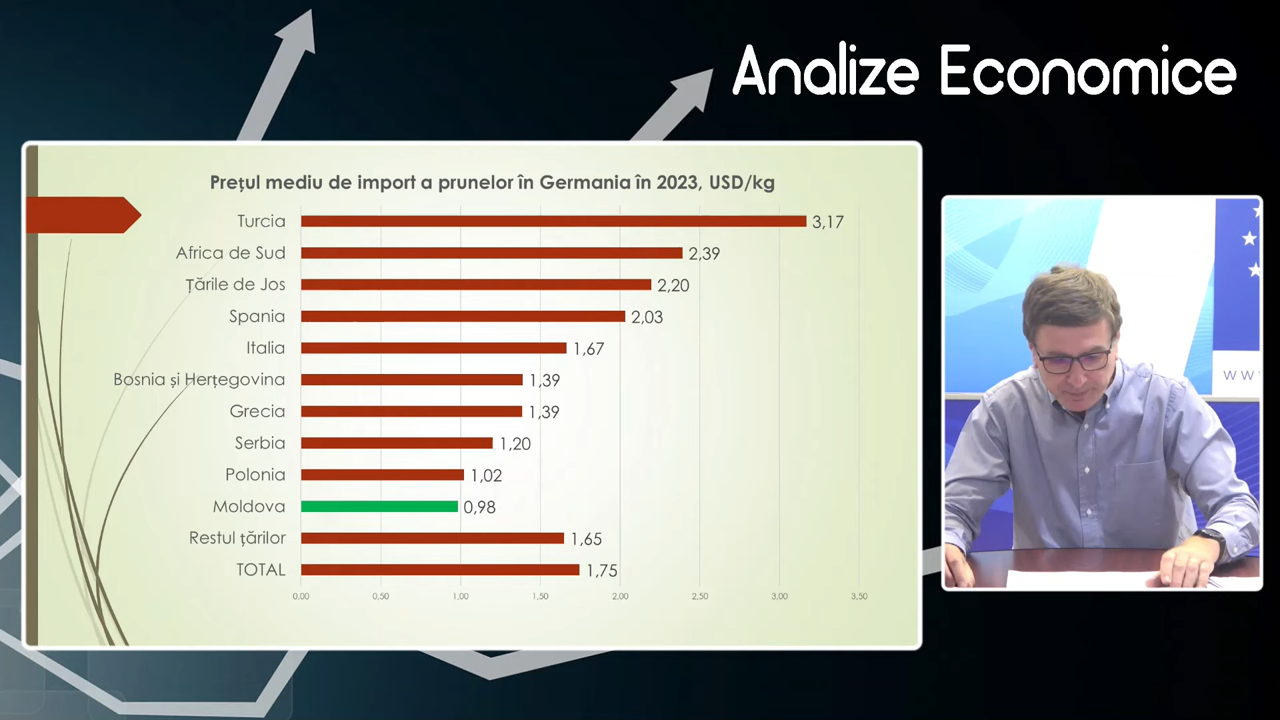 Analize Economice
Prețul mediu de import a prunelor în Germania în 2023, USD/kg
Turcia 3,17
Africa de Sud 2,39
Țările de Jos 2,20
Spania 2,03
Italia 1,67
Bosnia și Herțegovina 1,39
Grecia 1,39
Serbia 1,20
Polonia 1,02
Moldova 0,98
Restul țărilor 1,65
TOTAL 1,75
0,00 0,50 1,00 1,50 2,00 2,50 3,00 3,50